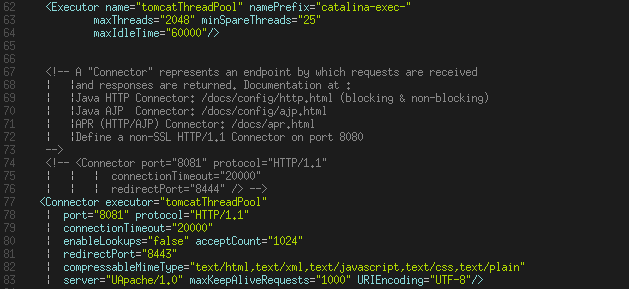 62 <Executor name="tomcatThreadPool" namePrefix="catalina-exec-"
63 maxThreads="2048" minSpareThreads="25"
64 maxIdleTime="60000"/>
65
66
67 <!-- A "Connector" represents an endpoint by which requests are received
68 ¦ ¦and responses are returned. Documentation at :
69 ¦ ¦Java HTTP Connector: /docs/config/http.html (blocking & non-blocking)
70 ¦ ¦Java AJP  Connector: /docs/config/ajp.html
71 ¦ ¦APR (HTTP/AJP) Connector: /docs/apr.html
72 ¦ ¦Define a non-SSL HTTP/1.1 Connector on port 8080
73 -->
74 <!-- <Connector port="8081" protocol="HTTP/1.1"
75 ¦ ¦ ¦ connectionTimeout="20000"
76 ¦ ¦ ¦ redirectPort="8444" /> -->
77 <Connector executor="tomcatThreadPool"
78 ¦ port="8081" protocol="HTTP/1.1"
79 ¦ connectionTimeout="20000"
80 ¦ enableLookups="false" acceptCount="1024"
81 ¦ redirectPort="8443"
82 ¦ compressableMimeType="text/html,text/xml,text/javascript,text/css,text/plain"
83 ¦ server="UApache/1.0" maxKeepAliveRequests="1000" URIEncoding="UTF-8"/>